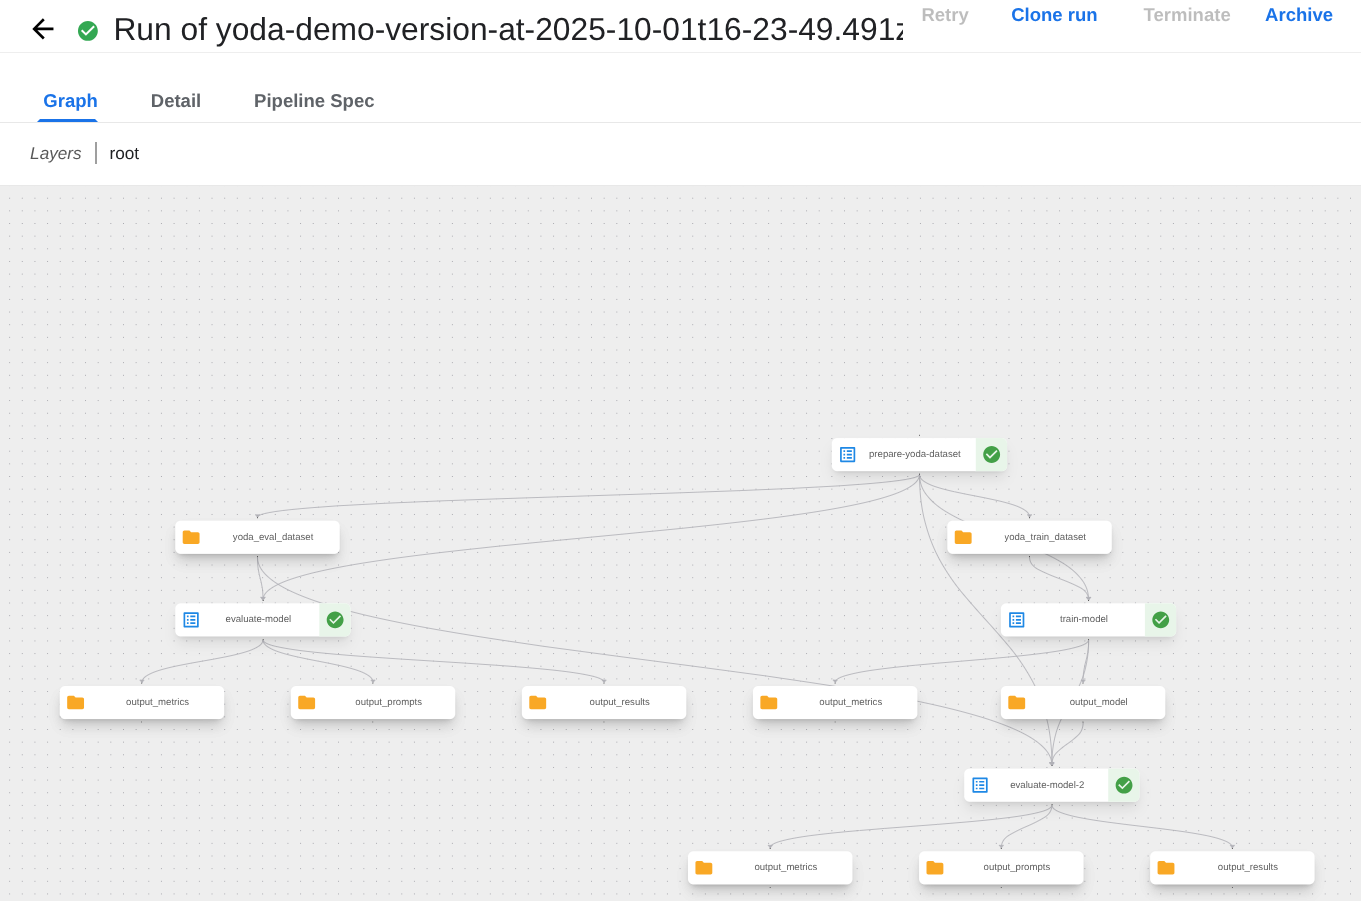 Run of yoda-demo-version-at-2025-10-01t16-23-49.491z
Retry
Clone run
Terminate
Archive
Graph
Detail
Pipeline Spec
Layers
root
prepare-yoda-dataset
yoda_eval_dataset
yoda_train_dataset
evaluate-model
train-model
output_metrics
output_prompts
output_results
output_metrics
output_model
evaluate-model-2
output_metrics
output_prompts
output_results